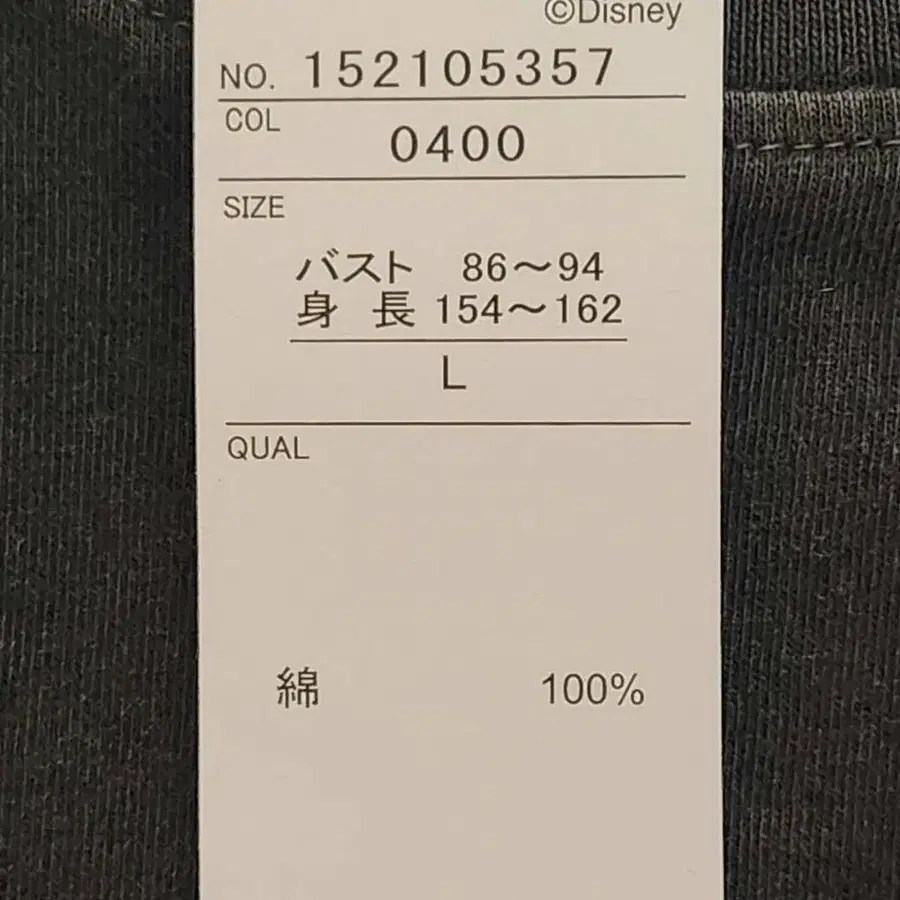 ©Disney
NO. 152105357
COL
0400
SIZE
バスト 86～94
身長 154～162
L
QUAL
綿 100%